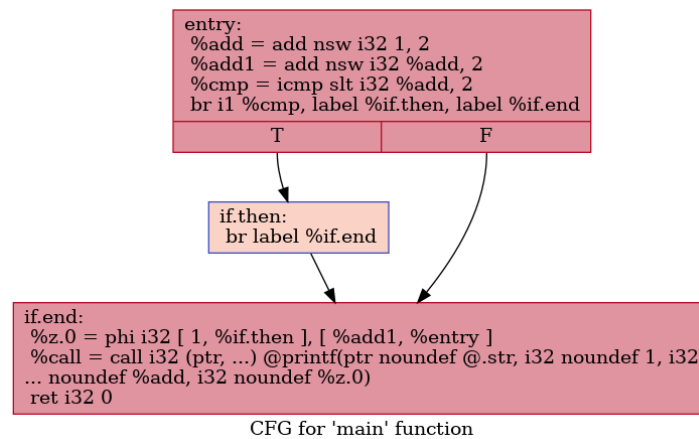 entry:
%add = add nsw i32 1, 2
%add1 = add nsw i32 %add, 2
%cmp = icmp slt i32 %add, 2
br i1 %cmp, label %if.then, label %if.end
T
F
if.then:
br label %if.end
if.end:
%z.0 = phi i32 [ 1, %if.then ], [ %add1, %entry ]
%call = call i32 (ptr, ...) @printf(ptr noundef @.str, i32 noundef 1, i32
... noundef %add, i32 noundef %z.0)
ret i32 0
CFG for 'main' function